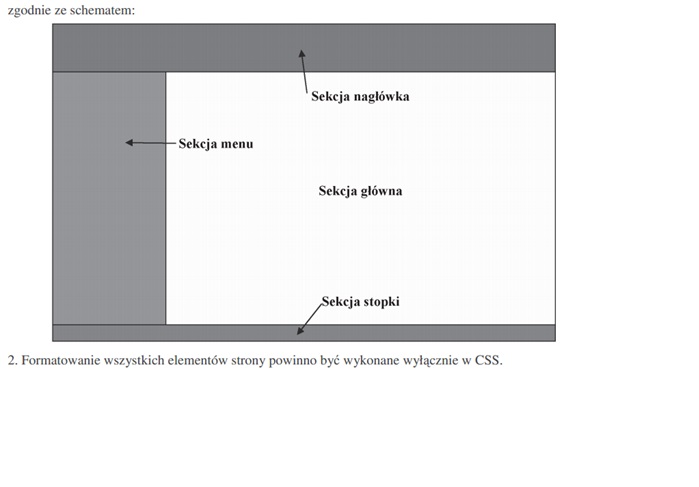 zgodnie ze schematem:
Sekcja nagłówka
Sekcja menu
Sekcja główna
Sekcja stopki
2. Formatowanie wszystkich elementów strony powinno być wykonane wyłącznie w CSS.